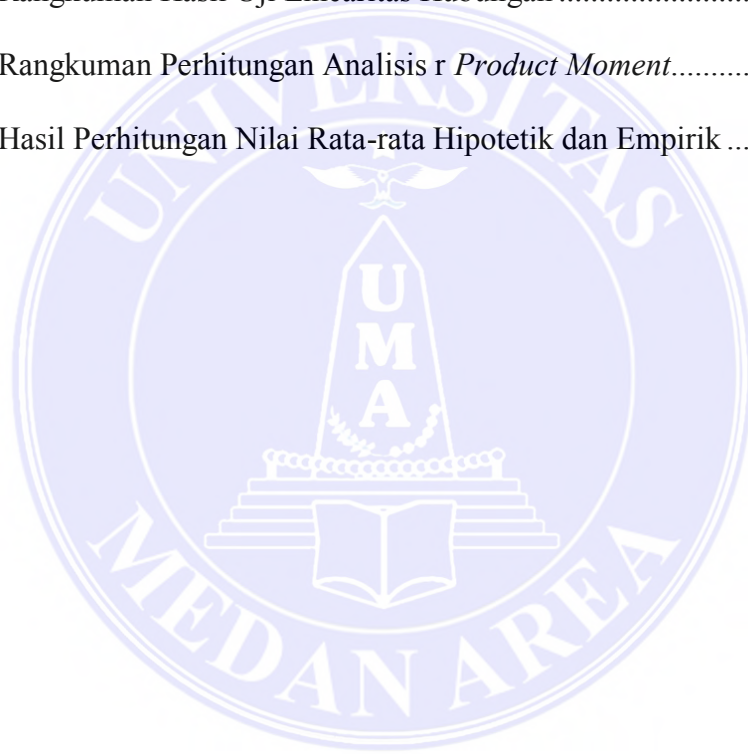 Rangkuman Perhitungan Analisis r Product Moment..........
Hasil Perhitungan Nilai Rata-rata Hipotetik dan Empirik ...
UNIVERSITAS
U
M
A
MEDAN AREA